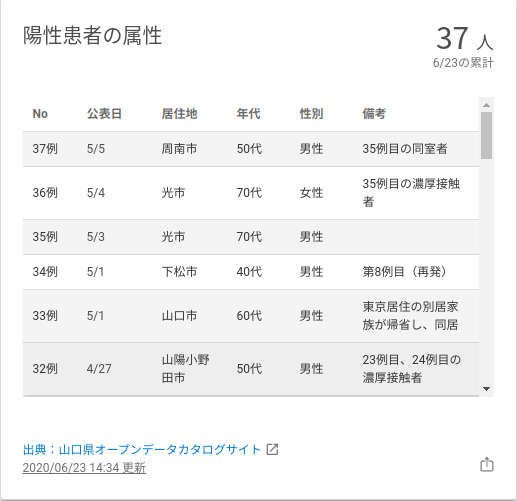 陽性患者の属性
37 人
6/23の累計
No 公表日 居住地 年代 性別 備考
37例 5/5 周南市 50代 男性 35例目の同室者
36例 5/4 光市 70代 女性 35例目の濃厚接触
者
35例 5/3 光市 70代 男性
34例 5/1 下松市 40代 男性 第8例目（再発）
33例 5/1 山口市 60代 男性 東京居住の別居家
族が帰省し、同居
32例 4/27 山陽小野 50代 男性 23例目、24例目の
田市 濃厚接触者
出典：山口県オープンデータカタログサイト
2020/06/23 14:34 更新